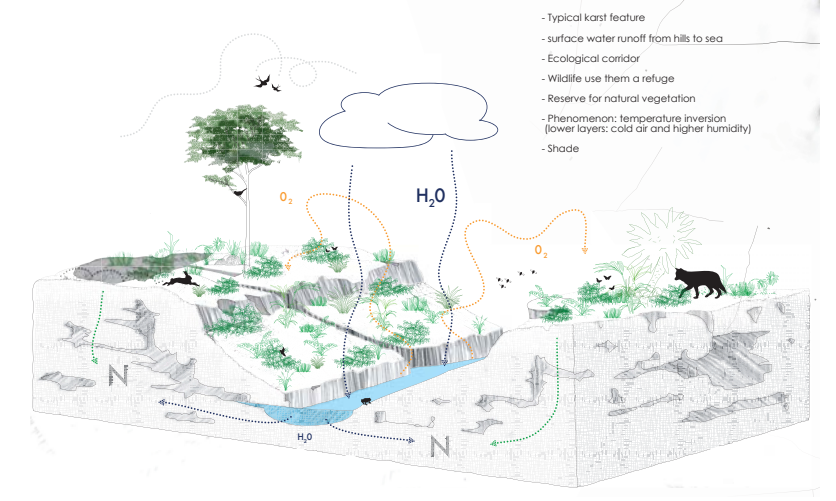 - Typical karst feature
- surface water runoff from hills to sea
- Ecological corridor
- Wildlife use them a refuge
- Reserve for natural vegetation
- Phenomenon: temperature inversion
(lower layers: cold air and higher humidity)
- Shade
O2
H2O
O2
N
H2O
N